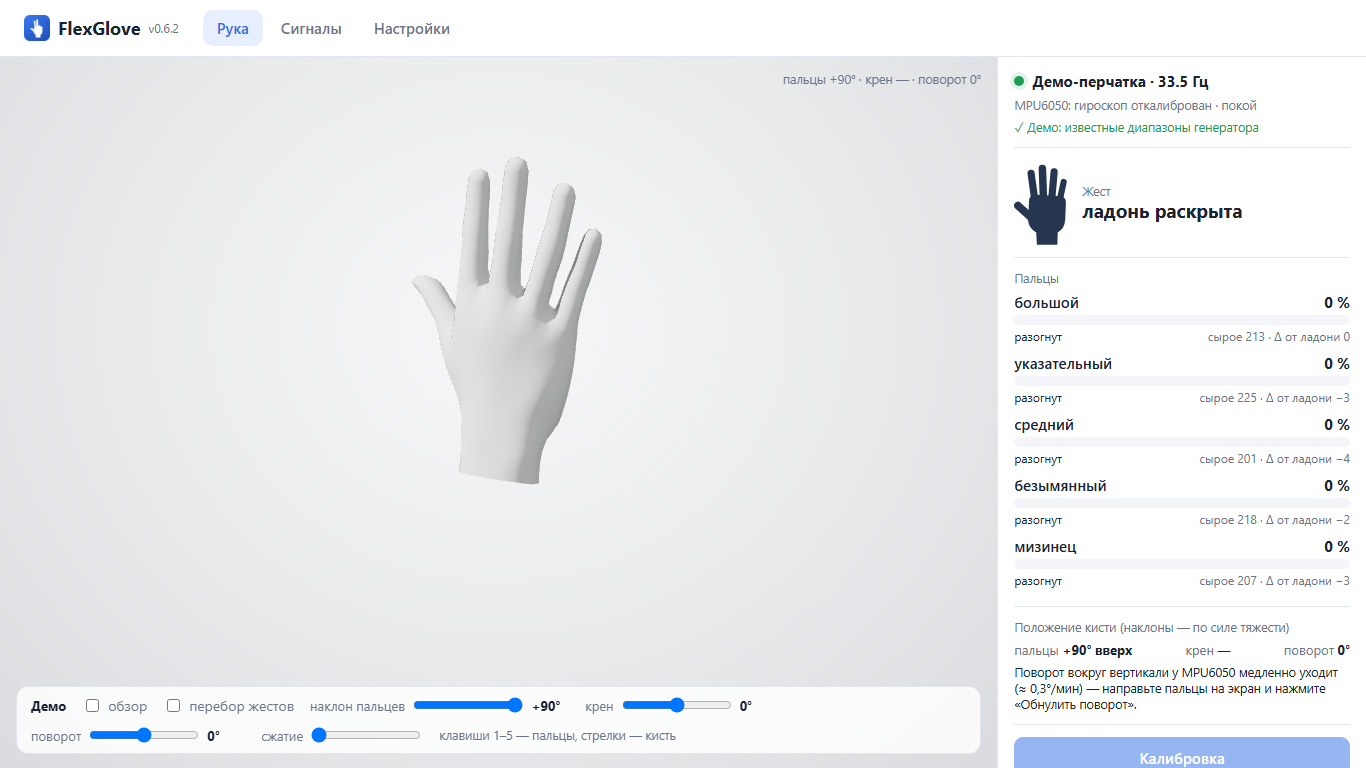 FlexGlove v0.6.2 Рука Сигналы Настройки
пальцы +90° · крен — · поворот 0°
Демо-перчатка · 33.5 Гц
MPU6050: гироскоп откалиброван · покой
✓ Демо: известные диапазоны генератора
Жест
ладонь раскрыта
Пальцы
большой 0 %
разогнут сырое 213 · Δ от ладони 0
указательный 0 %
разогнут сырое 225 · Δ от ладони −3
средний 0 %
разогнут сырое 201 · Δ от ладони −4
безымянный 0 %
разогнут сырое 218 · Δ от ладони −2
мизинец 0 %
разогнут сырое 207 · Δ от ладони −3
Положение кисти (наклоны — по силе тяжести)
пальцы +90° вверх крен — поворот 0°
Поворот вокруг вертикали у MPU6050 медленно уходит
(≈ 0,3°/мин) — направьте пальцы на экран и нажмите
«Обнулить поворот».
Калибровка
Демо обзор перебор жестов наклон пальцев +90° крен 0°
поворот 0° сжатие клавиши 1–5 — пальцы, стрелки — кисть